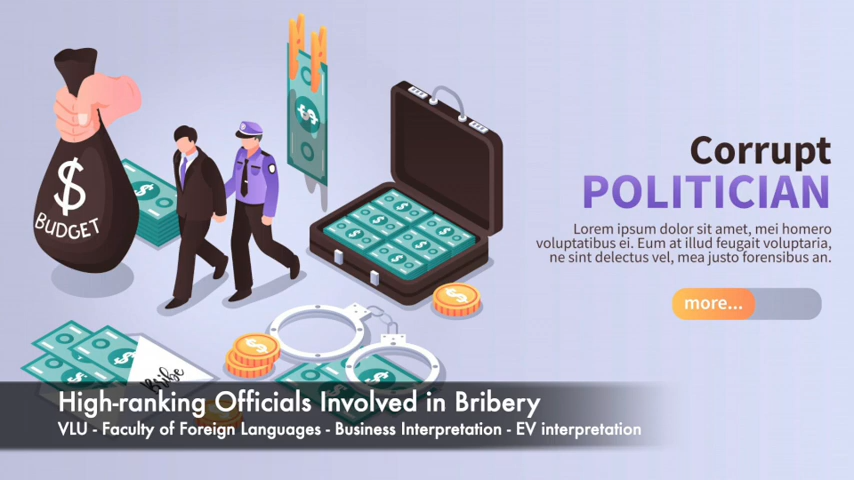 $
BUDGET
Corrupt
POLITICIAN
Lorem ipsum dolor sit amet, mei homero
voluptatibus ei. Eum at illud feugait voluptaria,
ne sint delectus vel, mea justo forensibus an.
more...
Bribe
High-ranking Officials Involved in Bribery
VLU - Faculty of Foreign Languages - Business Interpretation - EV interpretation